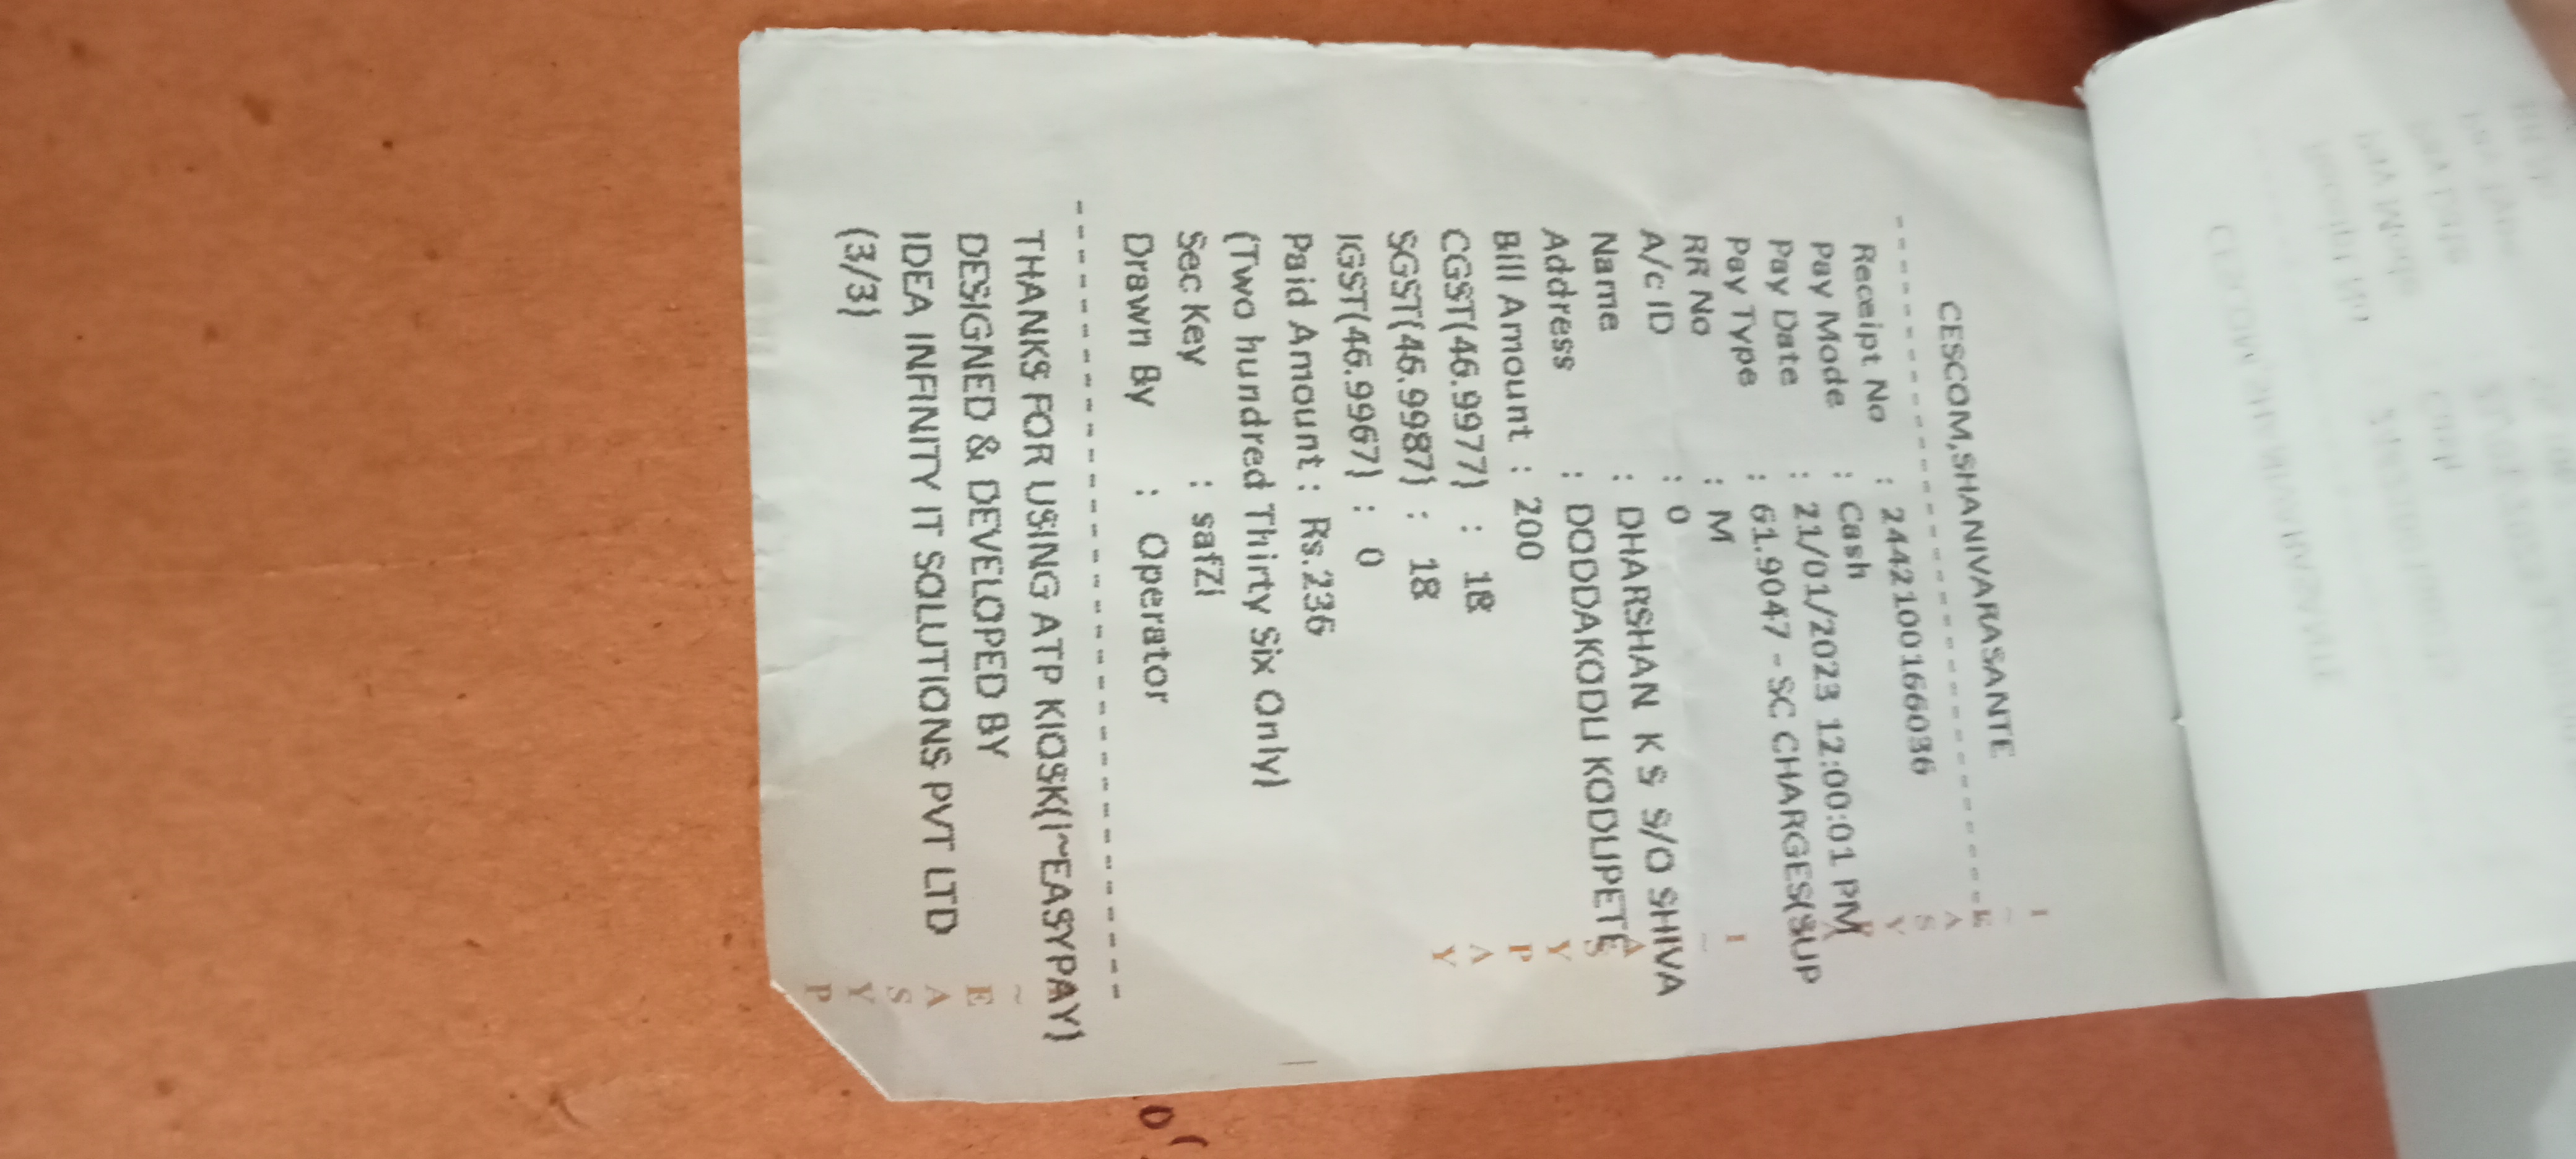 CESCOM,SHANIVARASANTE
--------------------------------
Receipt No : 2442100166036
Pay Mode : Cash
Pay Date : 21/01/2023 12:00:01 PM
Pay Type : 61.9047 - SC CHARGES(SUP
RR No : M
A/c ID : 0
Name : DHARSHAN K S S/O SHIVA
Address : DODDAKODLI KODLIPETE
Bill Amount : 200
CGST(46.9977) : 18
SGST(46.9987) : 18
IGST(46.9967) : 0
Paid Amount : Rs.236
(Two hundred Thirty Six Only)
Sec Key : safZl
Drawn By : Operator
--------------------------------
THANKS FOR USING ATP KIOSK(I~EASYPAY)
DESIGNED & DEVELOPED BY
IDEA INFINITY IT SOLUTIONS PVT LTD
(3/3)
I~EASYPAY
I~EASYPAY
~EASYP